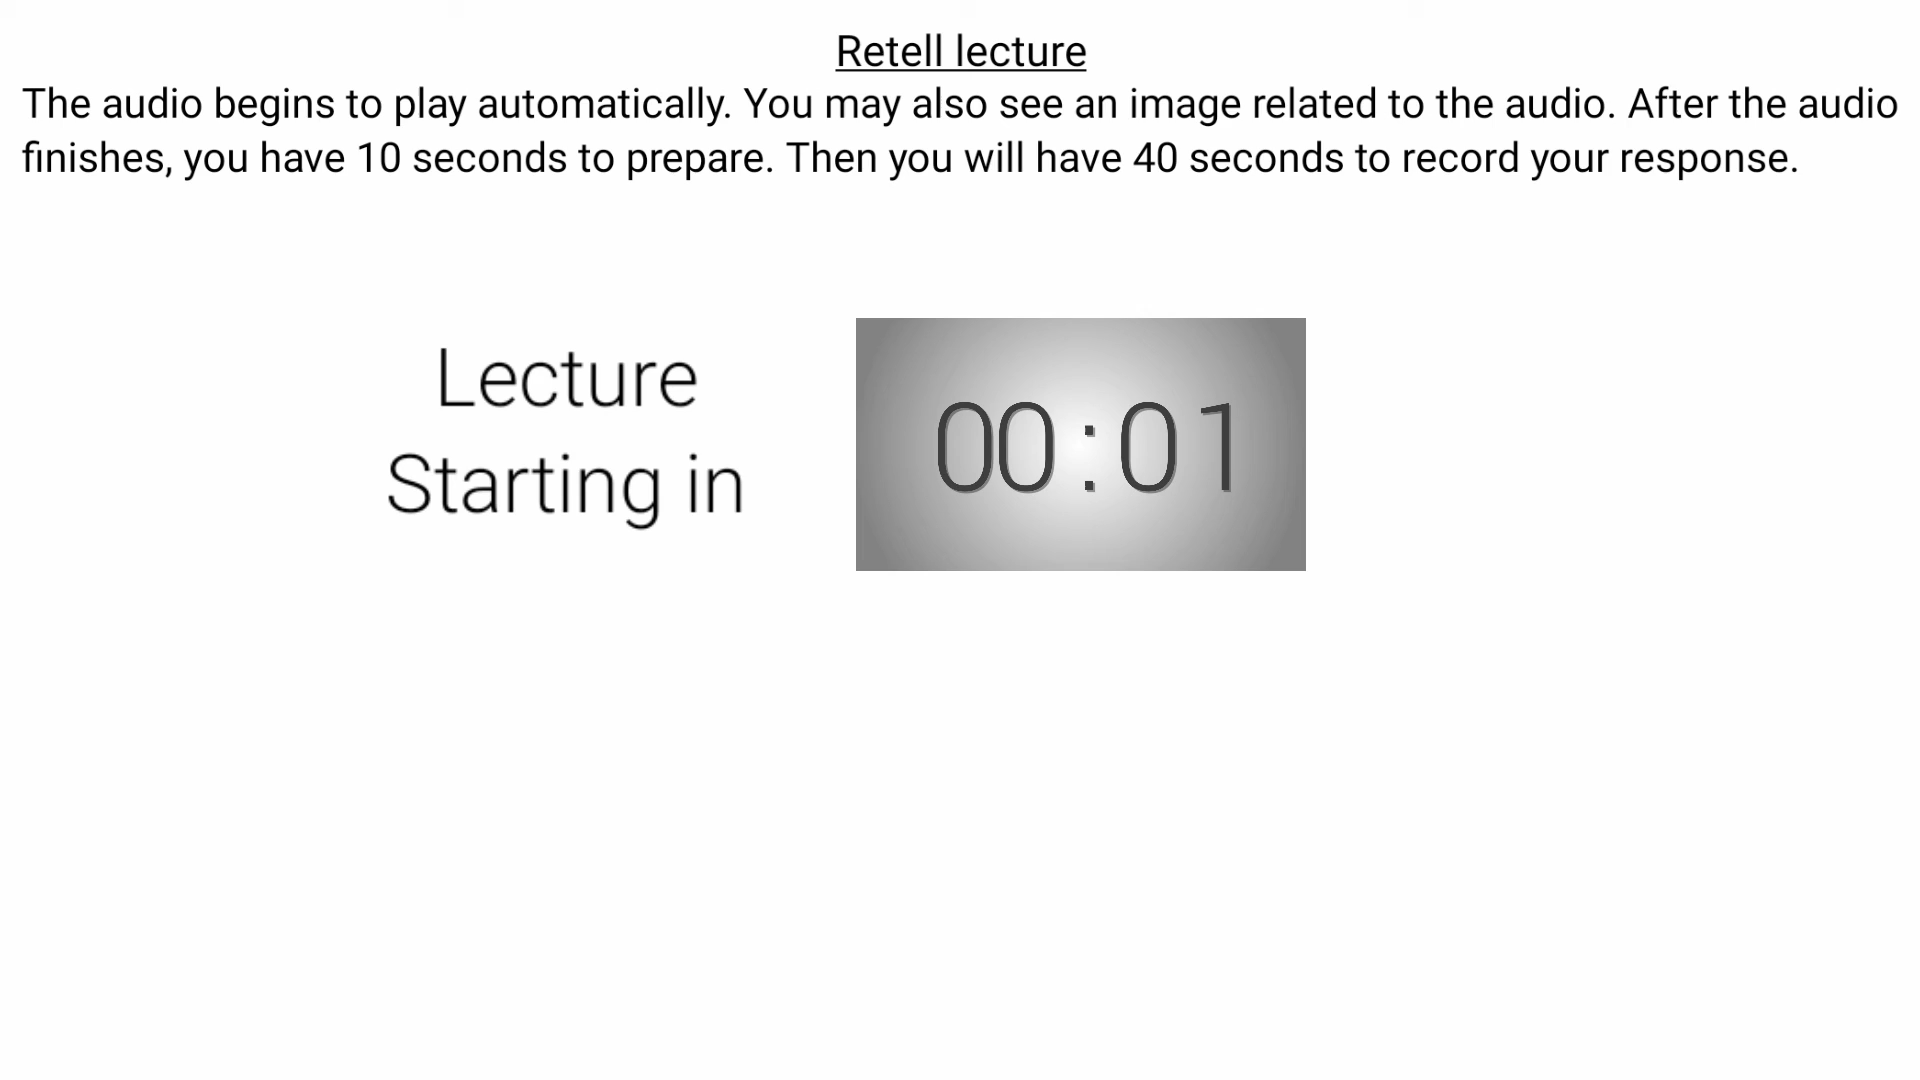 Retell lecture
The audio begins to play automatically. You may also see an image related to the audio. After the audio
finishes, you have 10 seconds to prepare. Then you will have 40 seconds to record your response.
Lecture
Starting in
00:01